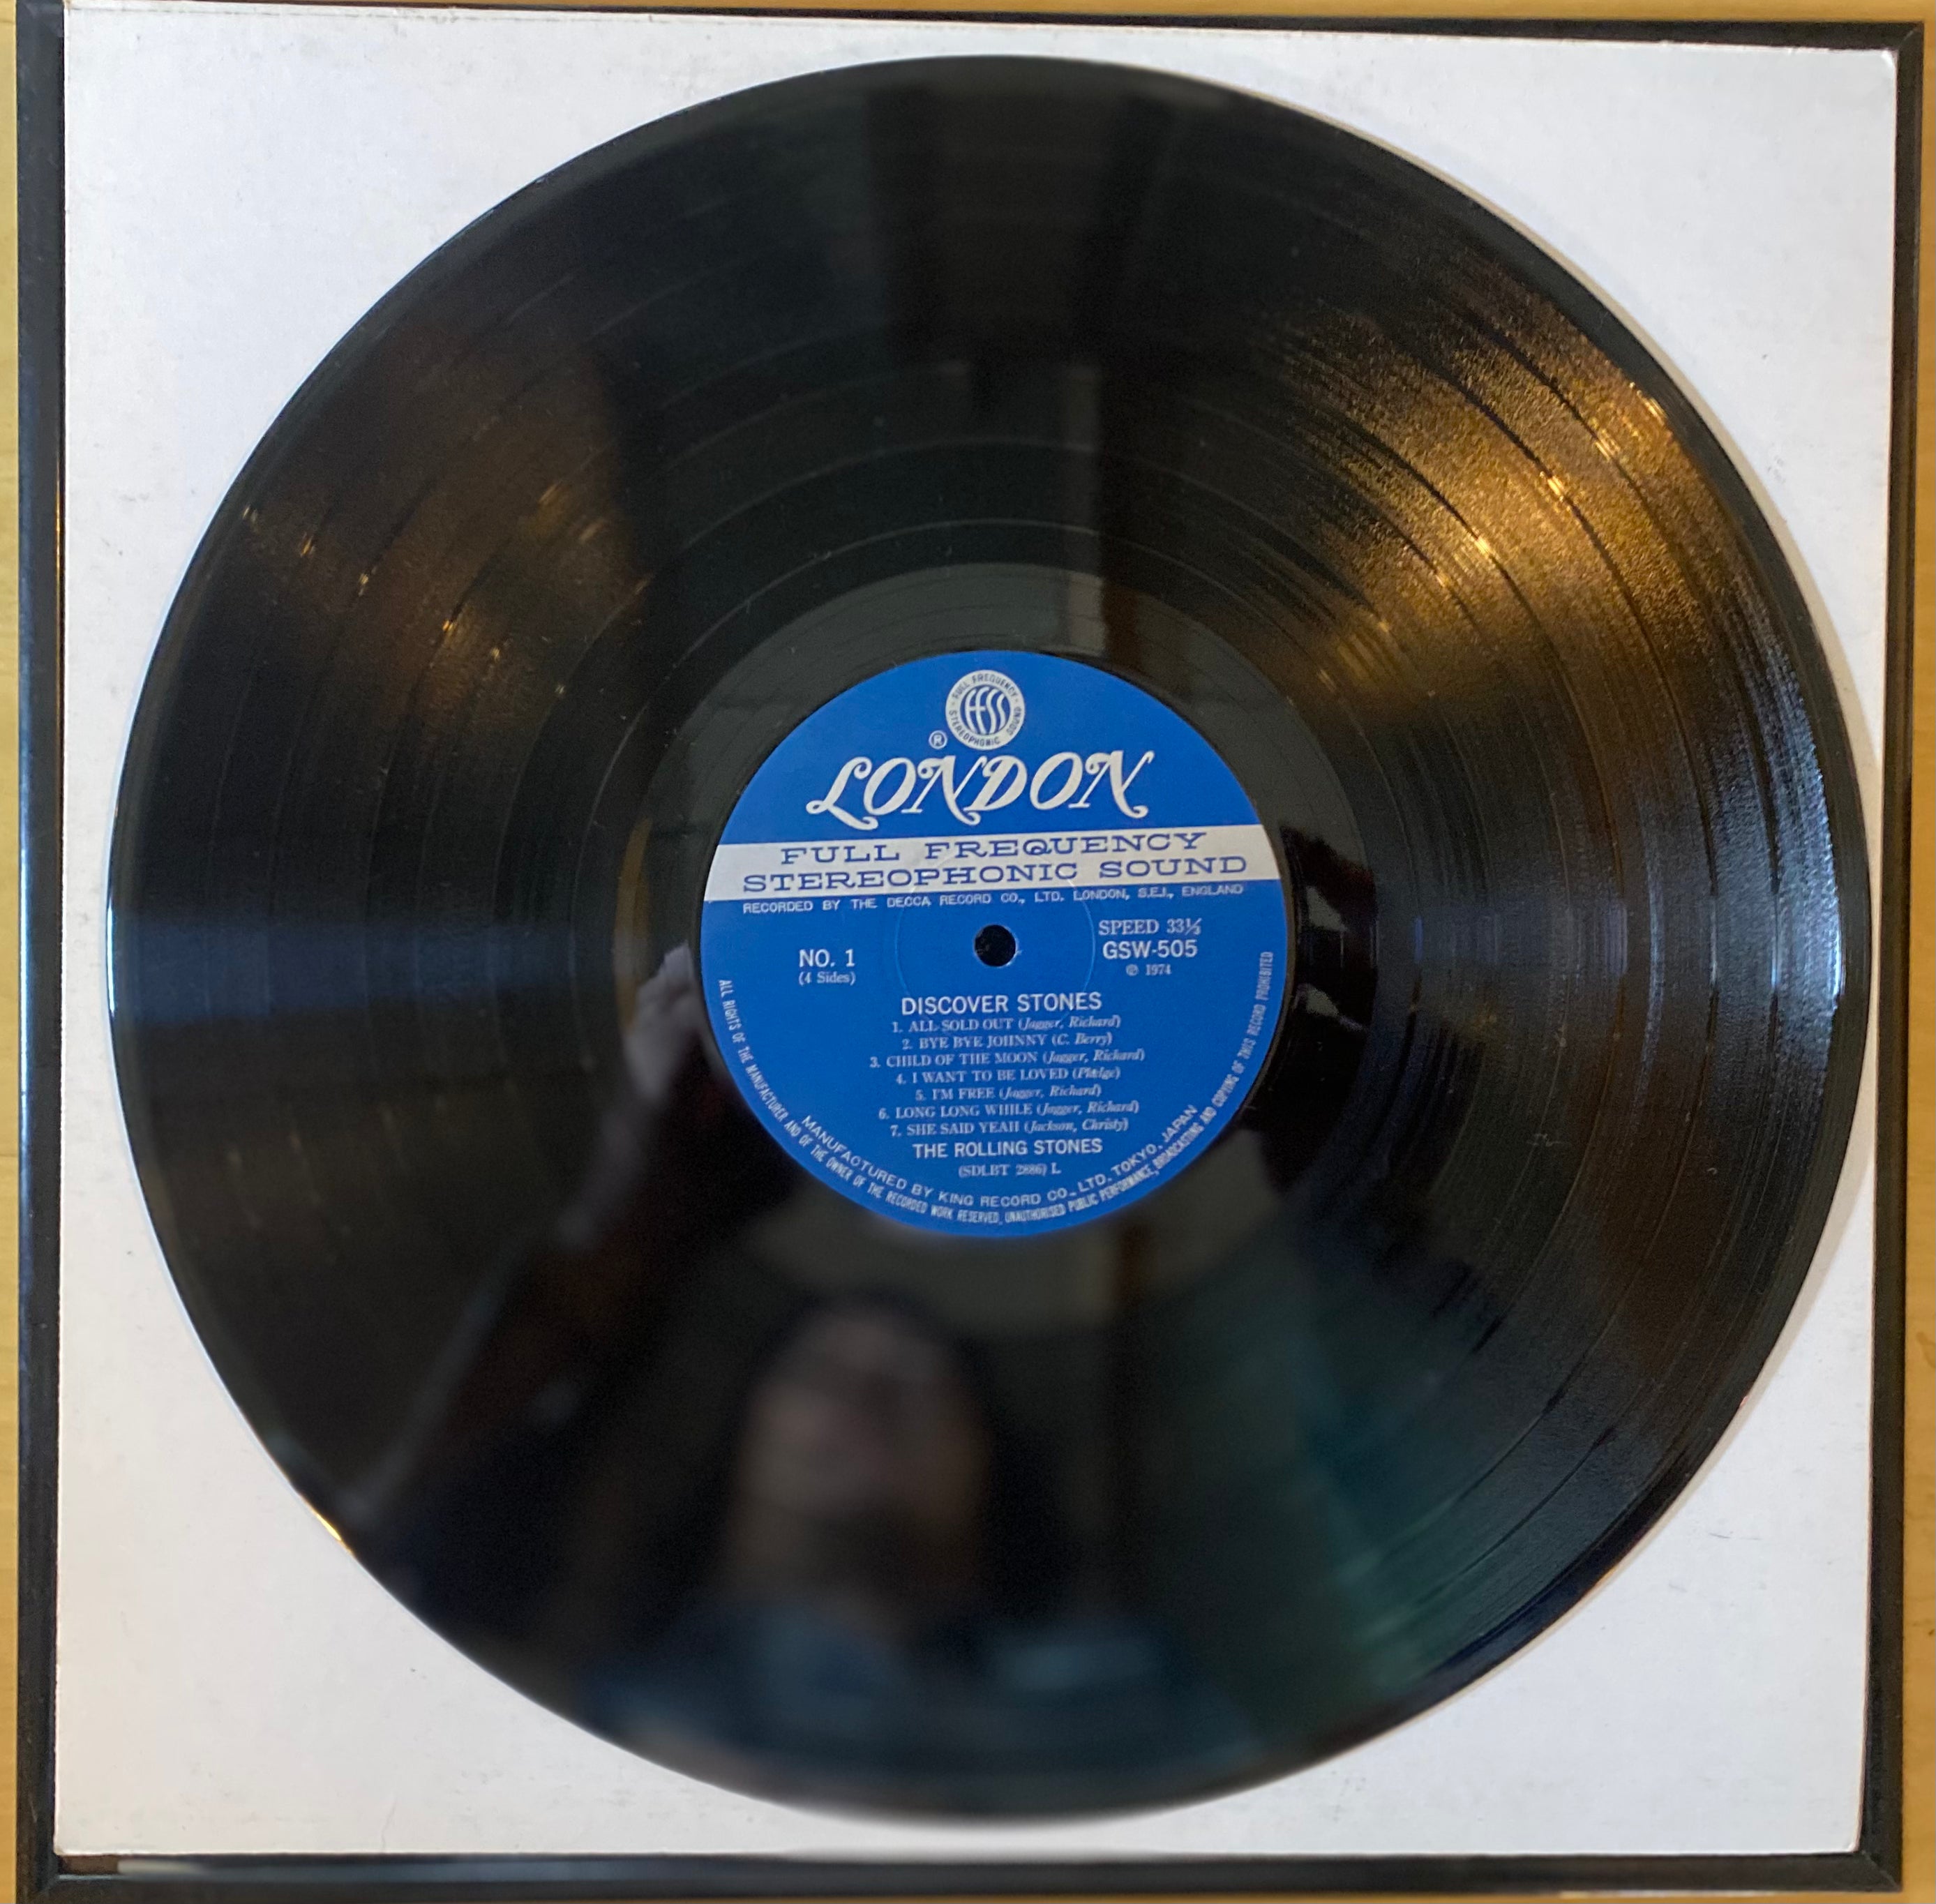 FULL FREQUENCY
ffss
STEREOPHONIC SOUND
®
LONDON
FULL FREQUENCY
STEREOPHONIC SOUND
RECORDED BY THE DECCA RECORD CO., LTD. LONDON, S.E.I., ENGLAND
SPEED 33⅓
NO. 1 GSW-505
(4 Sides) ℗ 1974
DISCOVER STONES
1. ALL SOLD OUT (Jagger, Richard)
2. BYE BYE JOHNNY (C. Berry)
3. CHILD OF THE MOON (Jagger, Richard)
4. I WANT TO BE LOVED (Phelge)
5. I'M FREE (Jagger, Richard)
6. LONG LONG WHILE (Jagger, Richard)
7. SHE SAID YEAH (Jackson, Christy)
THE ROLLING STONES
(SDLBT 2886) L
MANUFACTURED BY KING RECORD CO., LTD. TOKYO, JAPAN
ALL RIGHTS OF THE MANUFACTURER AND OF THE OWNER OF THE RECORDED WORK RESERVED, UNAUTHORISED PUBLIC PERFORMANCE, BROADCASTING AND COPYING OF THIS RECORD PROHIBITED